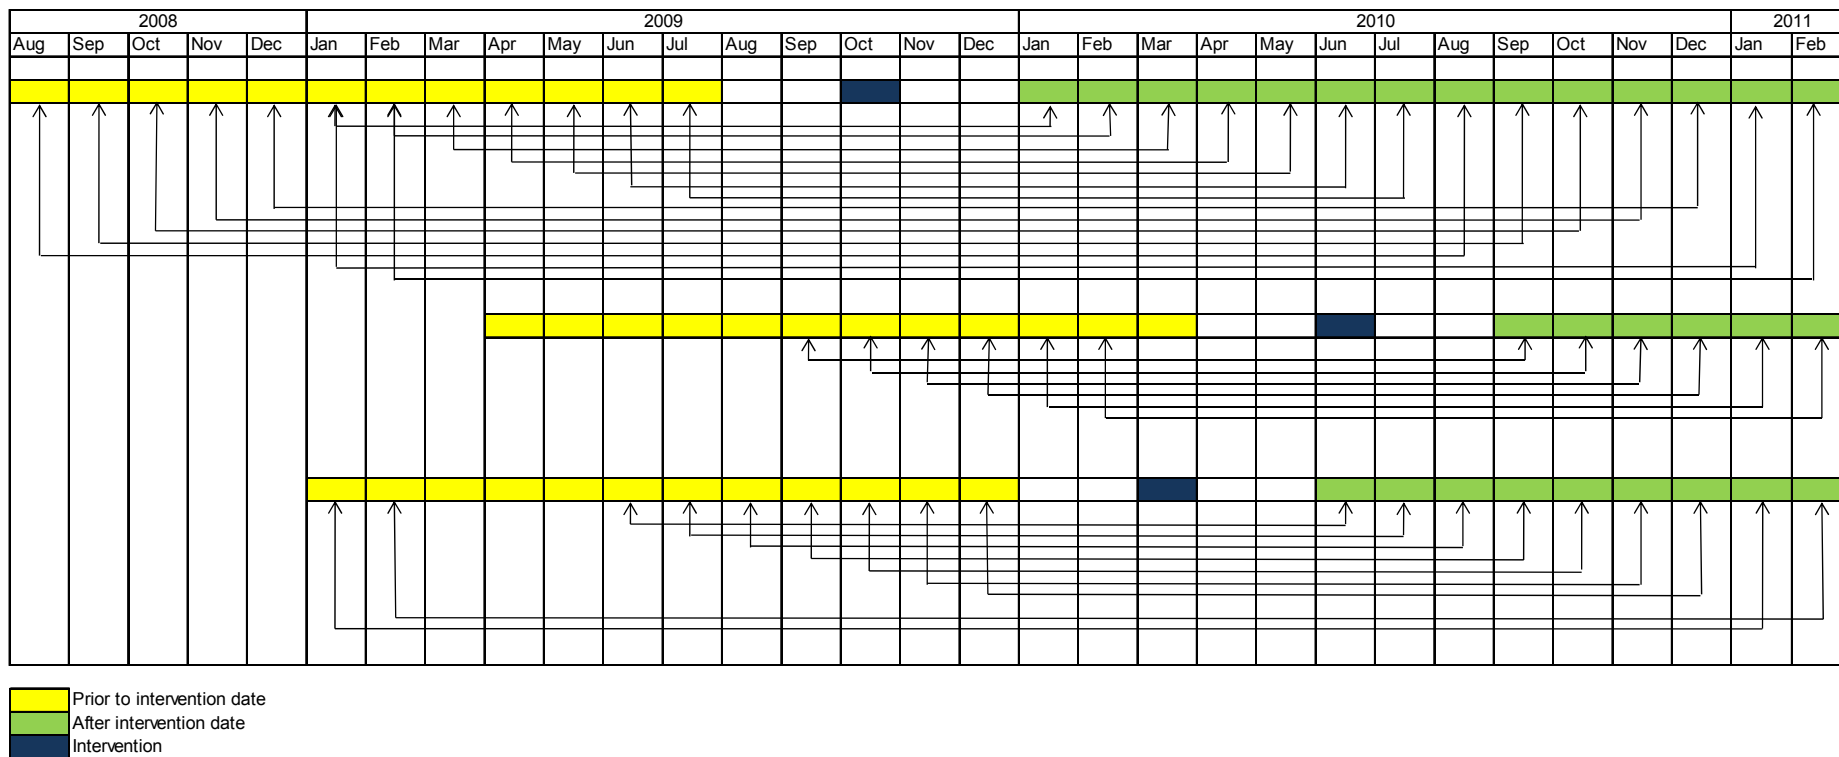 2008 2009 2010 2011
Aug Sep Oct Nov Dec Jan Feb Mar Apr May Jun Jul Aug Sep Oct Nov Dec Jan Feb Mar Apr May Jun Jul Aug Sep Oct Nov Dec Jan Feb
Prior to intervention date
After intervention date
Intervention